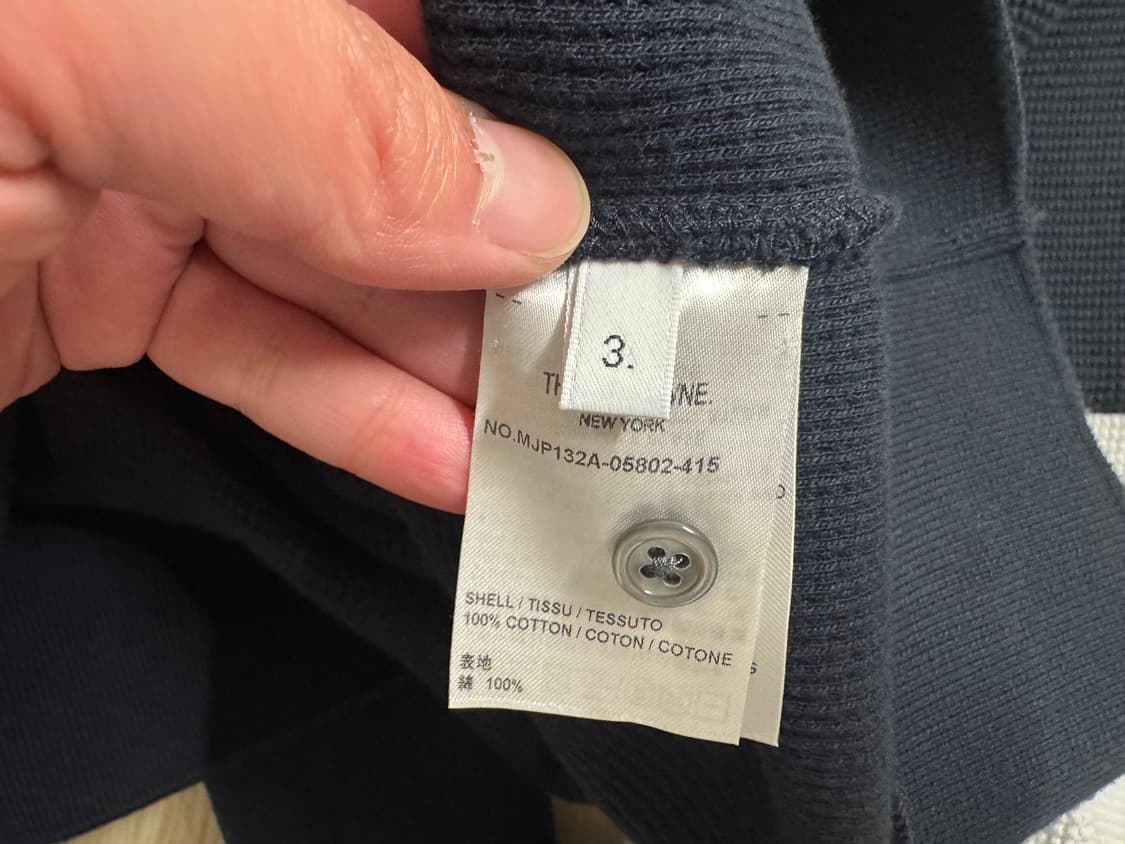 3.
NEW YORK
NO.MJP132A-05802-415
SHELL / TISSU / TESSUTO
100% COTTON / COTON / COTONE
表地
綿 100%